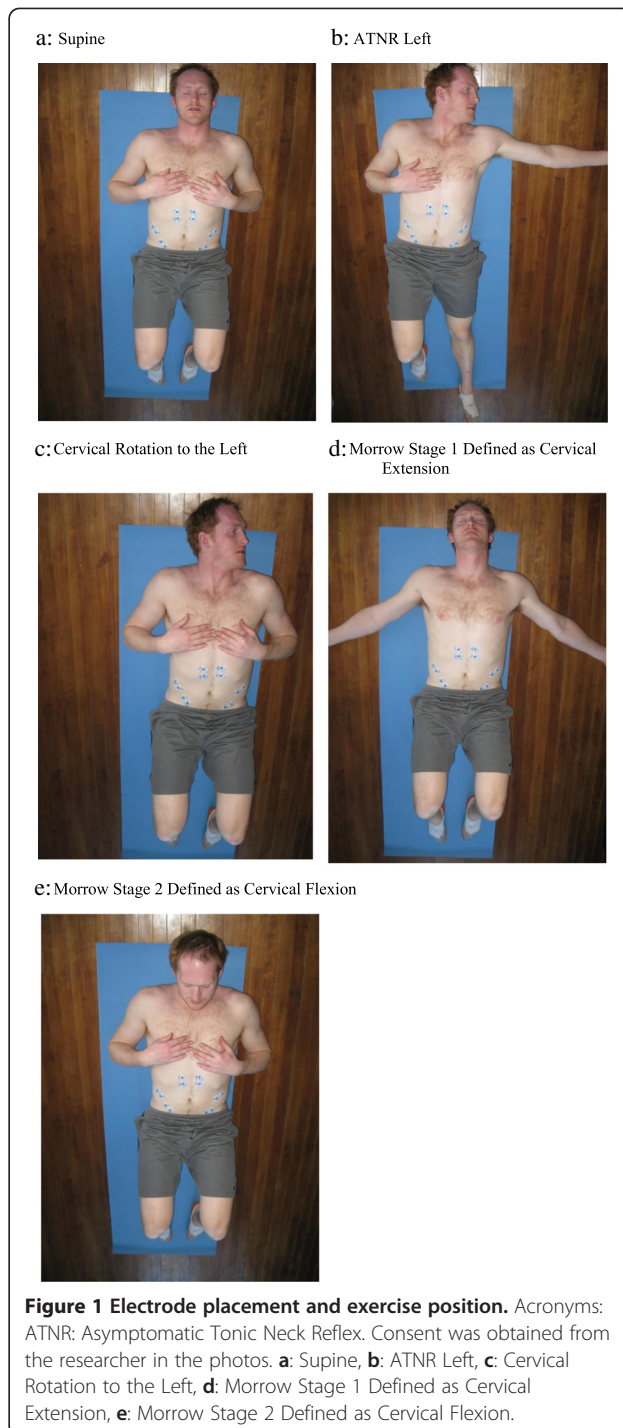 a: Supine
b: ATNR Left
c: Cervical Rotation to the Left
d: Morrow Stage 1 Defined as Cervical
Extension
e: Morrow Stage 2 Defined as Cervical Flexion
Figure 1 Electrode placement and exercise position. Acronyms:
ATNR: Asymptomatic Tonic Neck Reflex. Consent was obtained from
the researcher in the photos. a: Supine, b: ATNR Left, c: Cervical
Rotation to the Left, d: Morrow Stage 1 Defined as Cervical
Extension, e: Morrow Stage 2 Defined as Cervical Flexion.